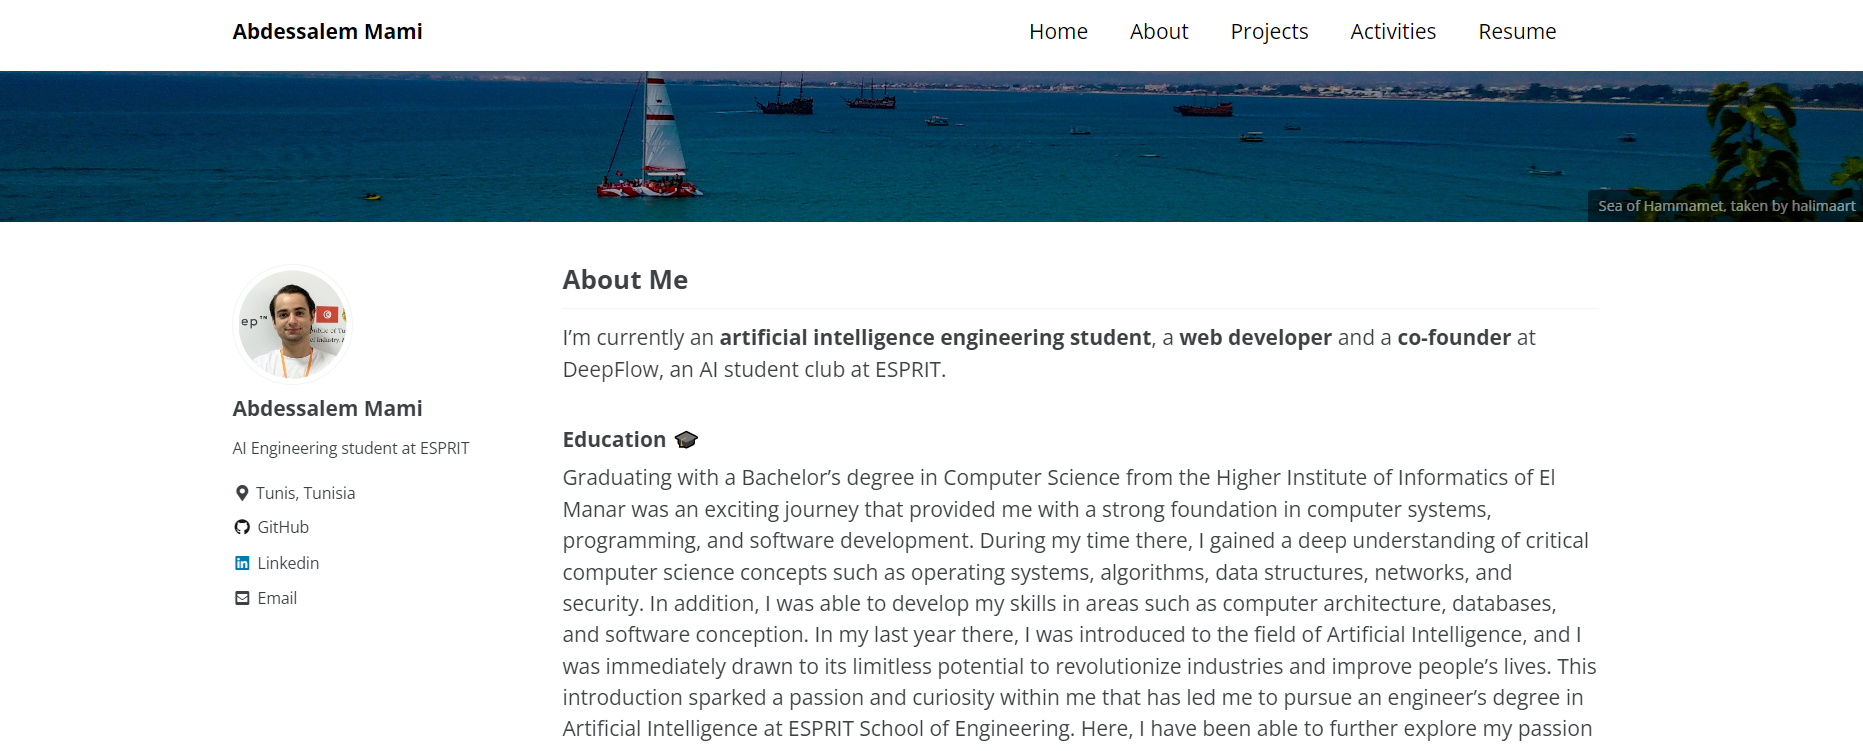 Abdessalem Mami
Home About Projects Activities Resume
Sea of Hammamet, taken by halimaart
ep™
Abdessalem Mami
AI Engineering student at ESPRIT
Tunis, Tunisia
GitHub
Linkedin
Email
About Me
I’m currently an artificial intelligence engineering student, a web developer and a co-founder at
DeepFlow, an AI student club at ESPRIT.
Education
Graduating with a Bachelor’s degree in Computer Science from the Higher Institute of Informatics of El
Manar was an exciting journey that provided me with a strong foundation in computer systems,
programming, and software development. During my time there, I gained a deep understanding of critical
computer science concepts such as operating systems, algorithms, data structures, networks, and
security. In addition, I was able to develop my skills in areas such as computer architecture, databases,
and software conception. In my last year there, I was introduced to the field of Artificial Intelligence, and I
was immediately drawn to its limitless potential to revolutionize industries and improve people’s lives. This
introduction sparked a passion and curiosity within me that has led me to pursue an engineer’s degree in
Artificial Intelligence at ESPRIT School of Engineering. Here, I have been able to further explore my passion